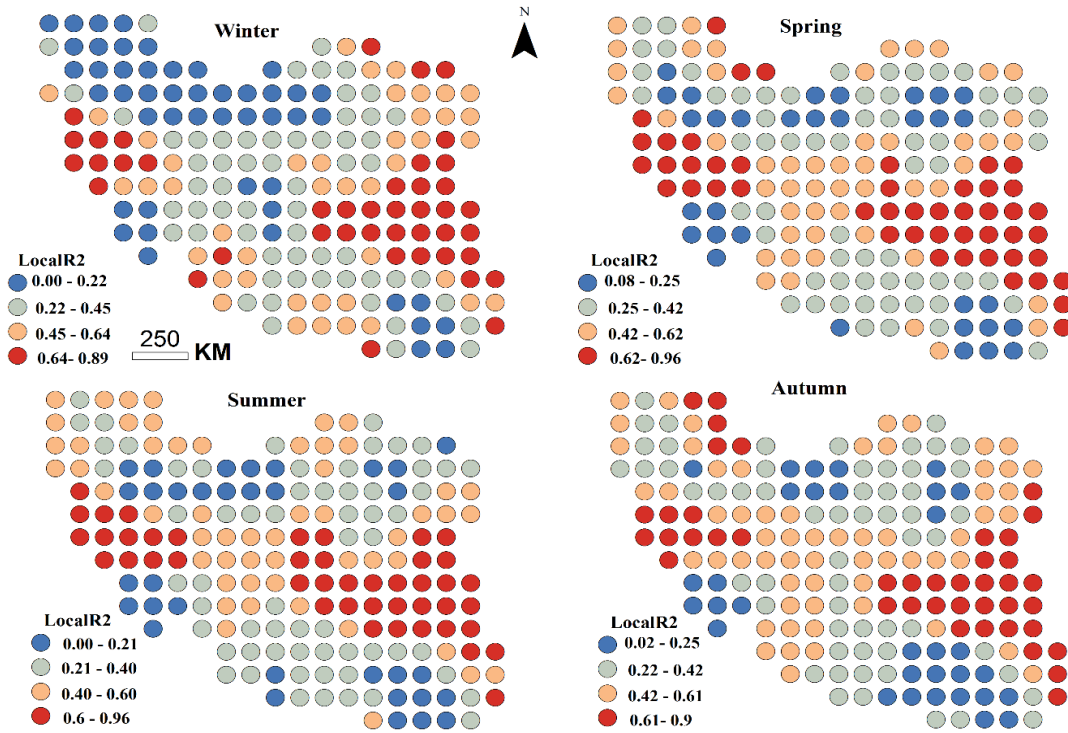 Winter
N
Spring
LocalR2
0.00 - 0.22
0.22 - 0.45
0.45 - 0.64
0.64- 0.89
250 KM
LocalR2
0.08 - 0.25
0.25 - 0.42
0.42 - 0.62
0.62- 0.96
Summer
Autumn
LocalR2
0.00 - 0.21
0.21 - 0.40
0.40 - 0.60
0.6 - 0.96
LocalR2
0.02 - 0.25
0.22 - 0.42
0.42 - 0.61
0.61- 0.9